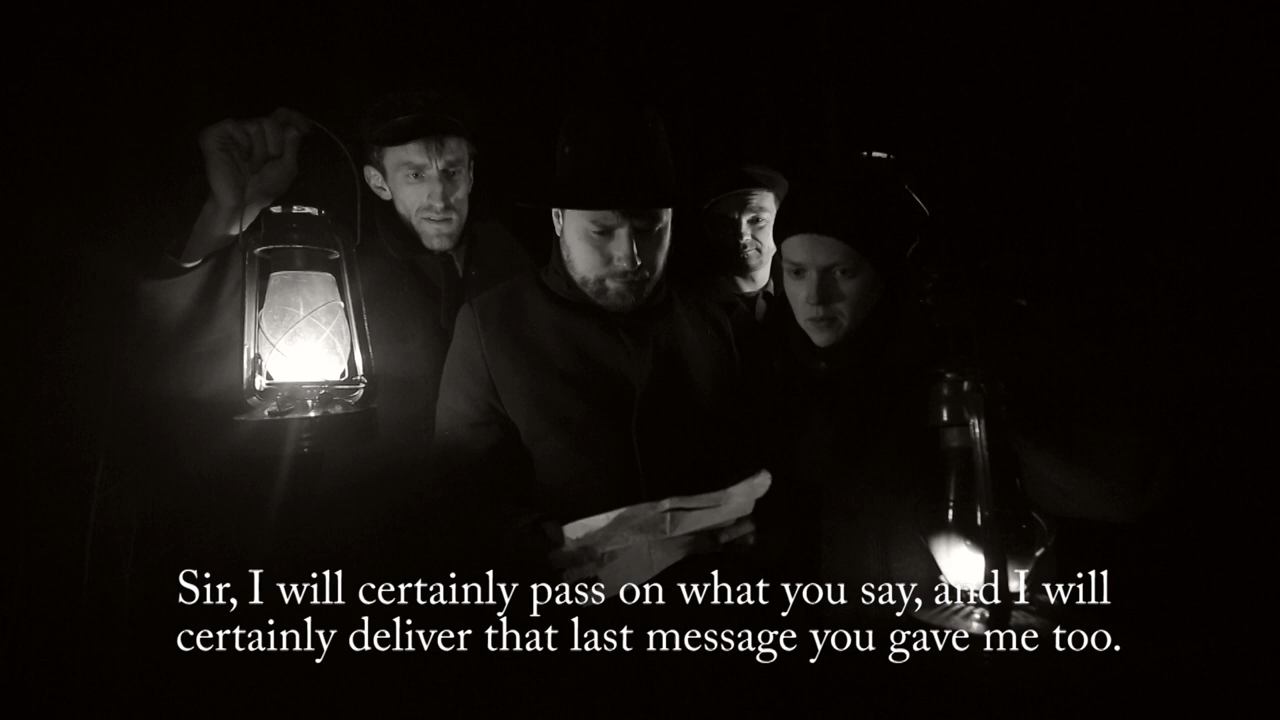 Sir, I will certainly pass on what you say, and I will
certainly deliver that last message you gave me too.